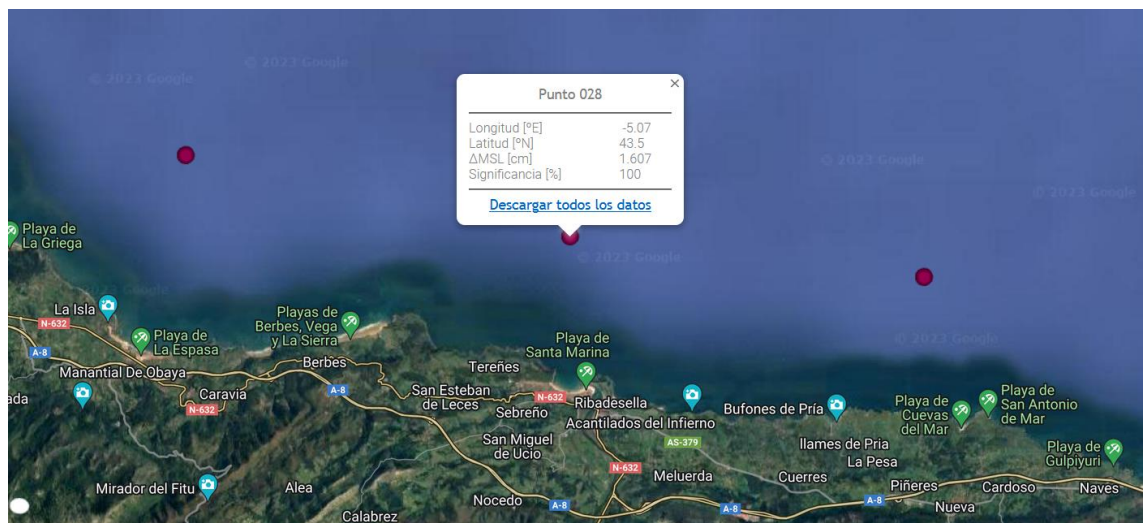 © 2023 Google
© 2023 Google
Punto 028
×
Longitud [ºE] -5.07
Latitud [ºN] 43.5
ΔMSL [cm] 1.607
Significancia [%] 100
Descargar todos los datos
© 2023 Google
© 2023 Google
Playa de
La Griega
© 2023 Google
© 2023 Google
La Isla
N-632
Playa de
La Espasa
Playas de
Berbes, Vega
y La Sierra
© 2023 Google
A-8
Manantial De Obaya
Berbes
Tereñes
Playa de
Santa Marina
ada
Caravia
N-632
A-8
San Esteban
de Leces
N-632
Sebreño
Ribadesella
Acantilados del Infierno
Bufones de Pría
Playa de
Cuevas
del Mar
Playa de
San Antonio
de Mar
San Miguel
de Ucio
AS-379
Illames de Pria
La Pesa
Playa de
Gulpiyuri
N-632
Meluerda
Cuerres
Piñeres
Cardoso
Naves
Mirador del Fitu
Alea
Nocedo
A-8
A-8
Nueva
Calabrez